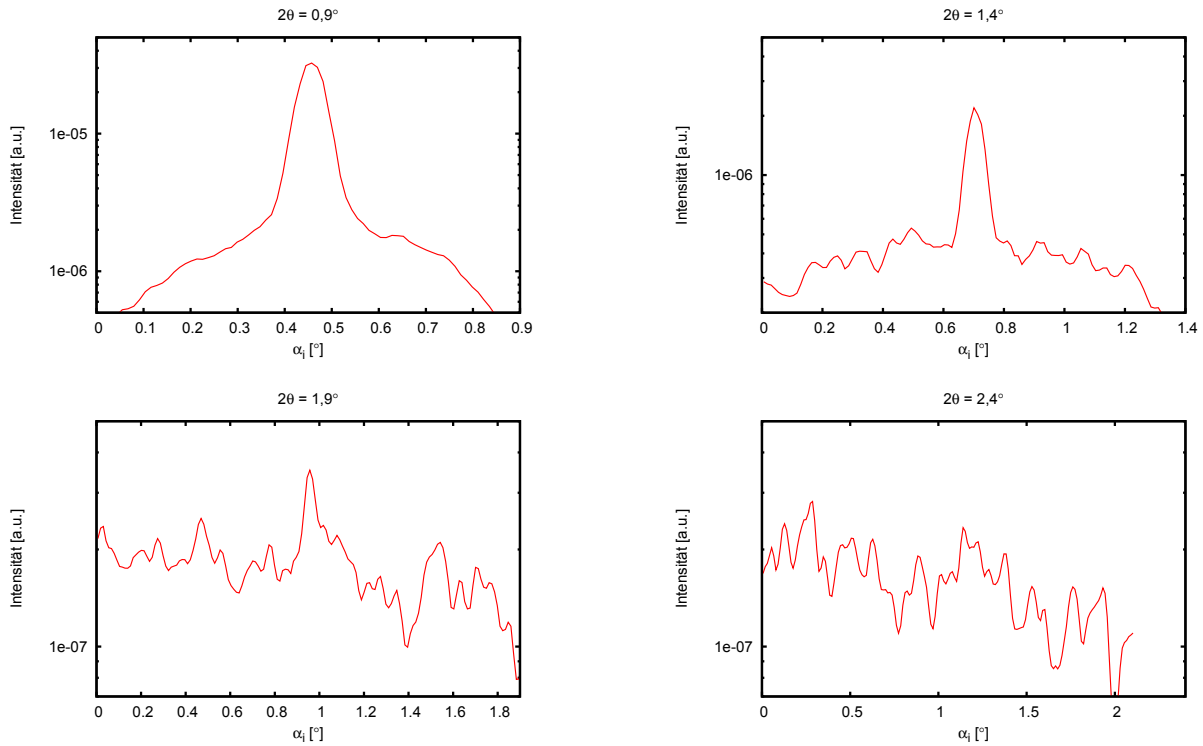 2θ = 0,9°
Intensität [a.u.]
1e-05
1e-06
0 0.1 0.2 0.3 0.4 0.5 0.6 0.7 0.8 0.9
αi [°]
2θ = 1,4°
Intensität [a.u.]
1e-06
0 0.2 0.4 0.6 0.8 1 1.2 1.4
αi [°]
2θ = 1,9°
Intensität [a.u.]
1e-07
0 0.2 0.4 0.6 0.8 1 1.2 1.4 1.6 1.8
αi [°]
2θ = 2,4°
Intensität [a.u.]
1e-07
0 0.5 1 1.5 2
αi [°]